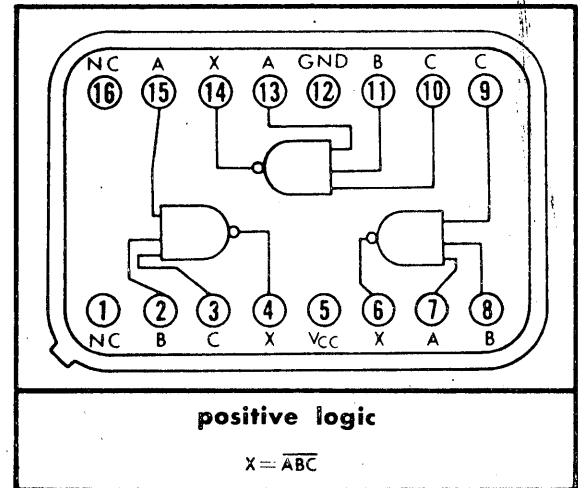 NC A X A GND B C C
16 15 14 13 12 11 10 9
1 2 3 4 5 6 7 8
NC B C X VCC X A B
positive logic
X = \overline{ABC}